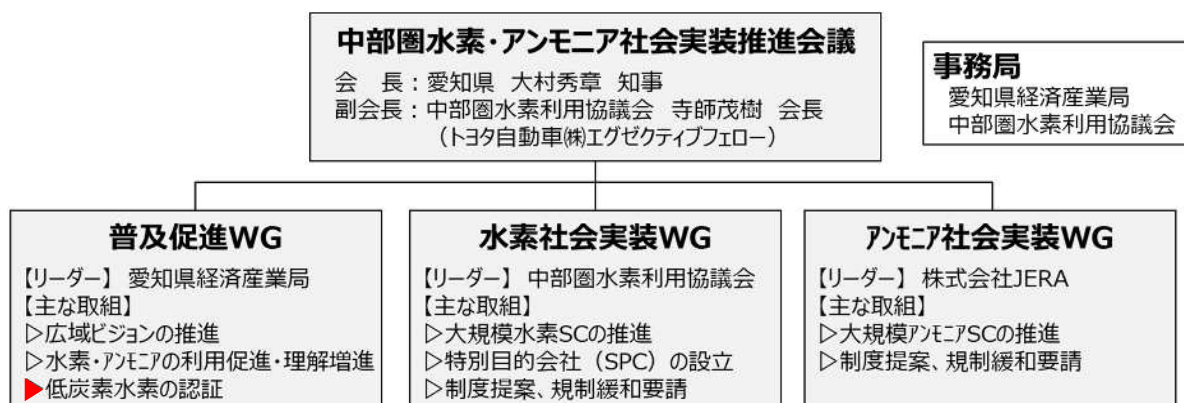 中部圏水素・アンモニア社会実装推進会議
会　長：愛知県　大村秀章　知事
副会長：中部圏水素利用協議会　寺師茂樹　会長
（トヨタ自動車㈱エグゼクティブフェロー）
事務局
愛知県経済産業局
中部圏水素利用協議会
普及促進WG
【リーダー】 愛知県経済産業局
【主な取組】
▷広域ビジョンの推進
▷水素・アンモニアの利用促進・理解増進
▶低炭素水素の認証
水素社会実装WG
【リーダー】 中部圏水素利用協議会
【主な取組】
▷大規模水素SCの推進
▷特別目的会社（SPC）の設立
▷制度提案、規制緩和要請
アンモニア社会実装WG
【リーダー】 株式会社JERA
【主な取組】
▷大規模アンモニアSCの推進
▷制度提案、規制緩和要請